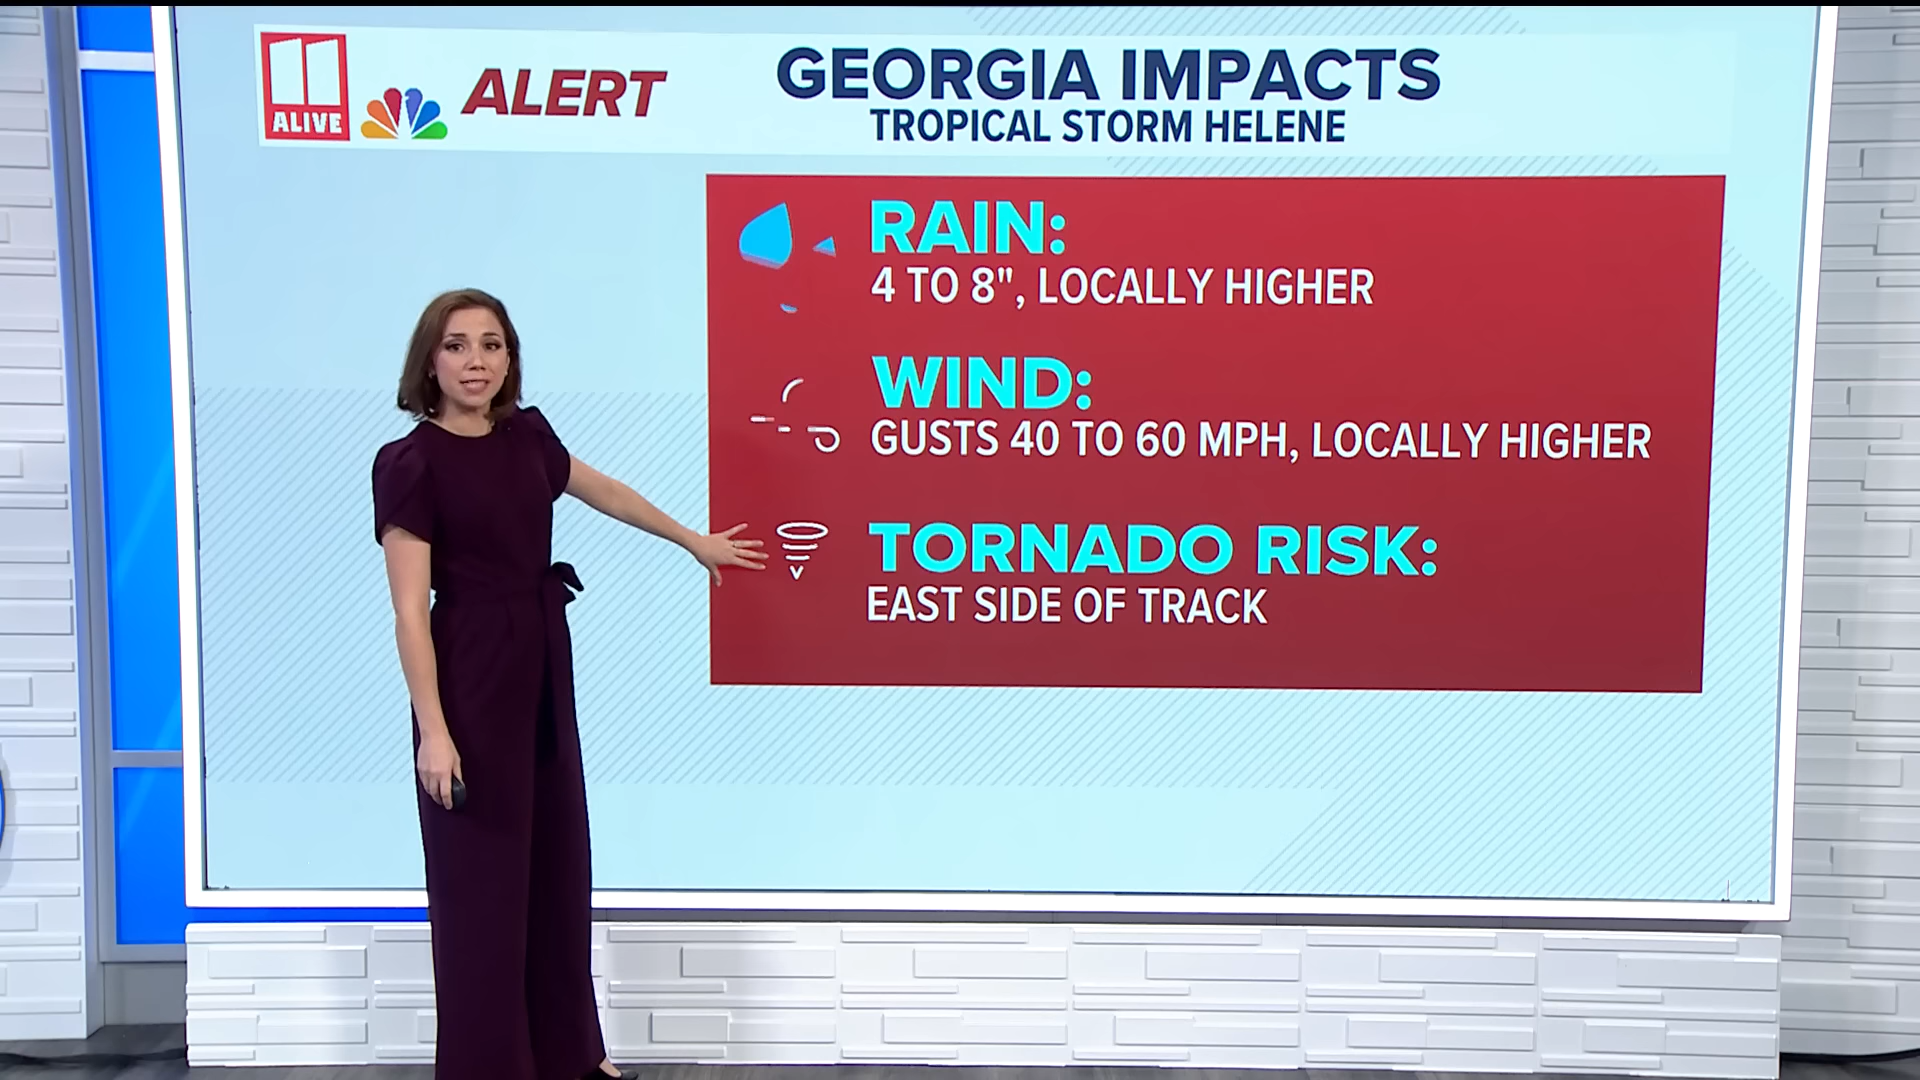 11
ALIVE
ALERT
GEORGIA IMPACTS
TROPICAL STORM HELENE
RAIN:
4 TO 8", LOCALLY HIGHER
WIND:
GUSTS 40 TO 60 MPH, LOCALLY HIGHER
TORNADO RISK:
EAST SIDE OF TRACK